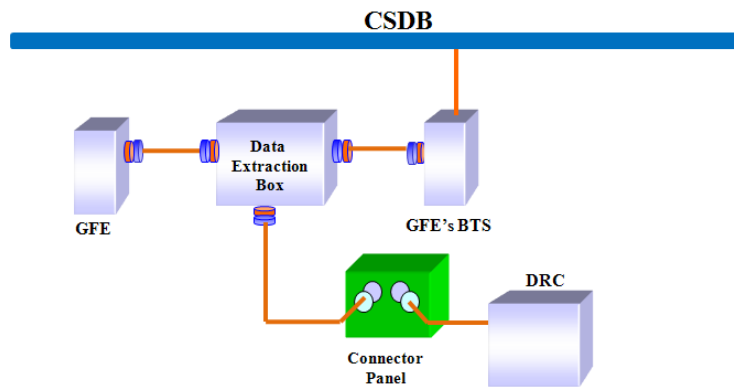 CSDB
Data
Extraction
Box
GFE
GFE's BTS
DRC
Connector
Panel